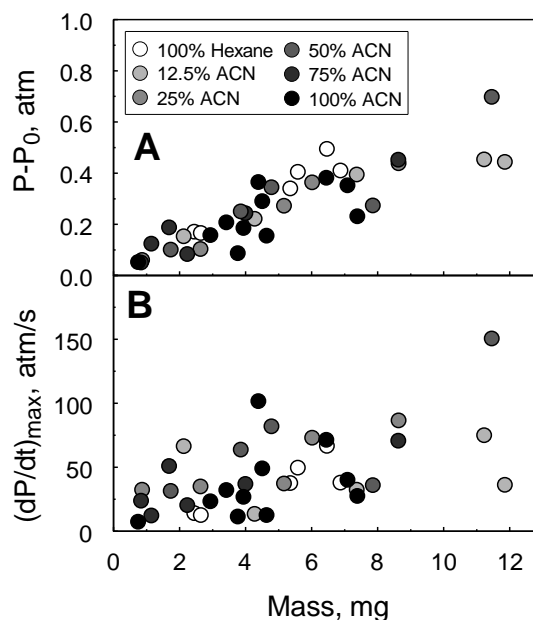 1.0
0.8
0.6
0.4
0.2
0.0
P-P0, atm
100% Hexane
12.5% ACN
25% ACN
50% ACN
75% ACN
100% ACN
A
B
150
100
50
0
(dP/dt)max, atm/s
0 2 4 6 8 10 12
Mass, mg